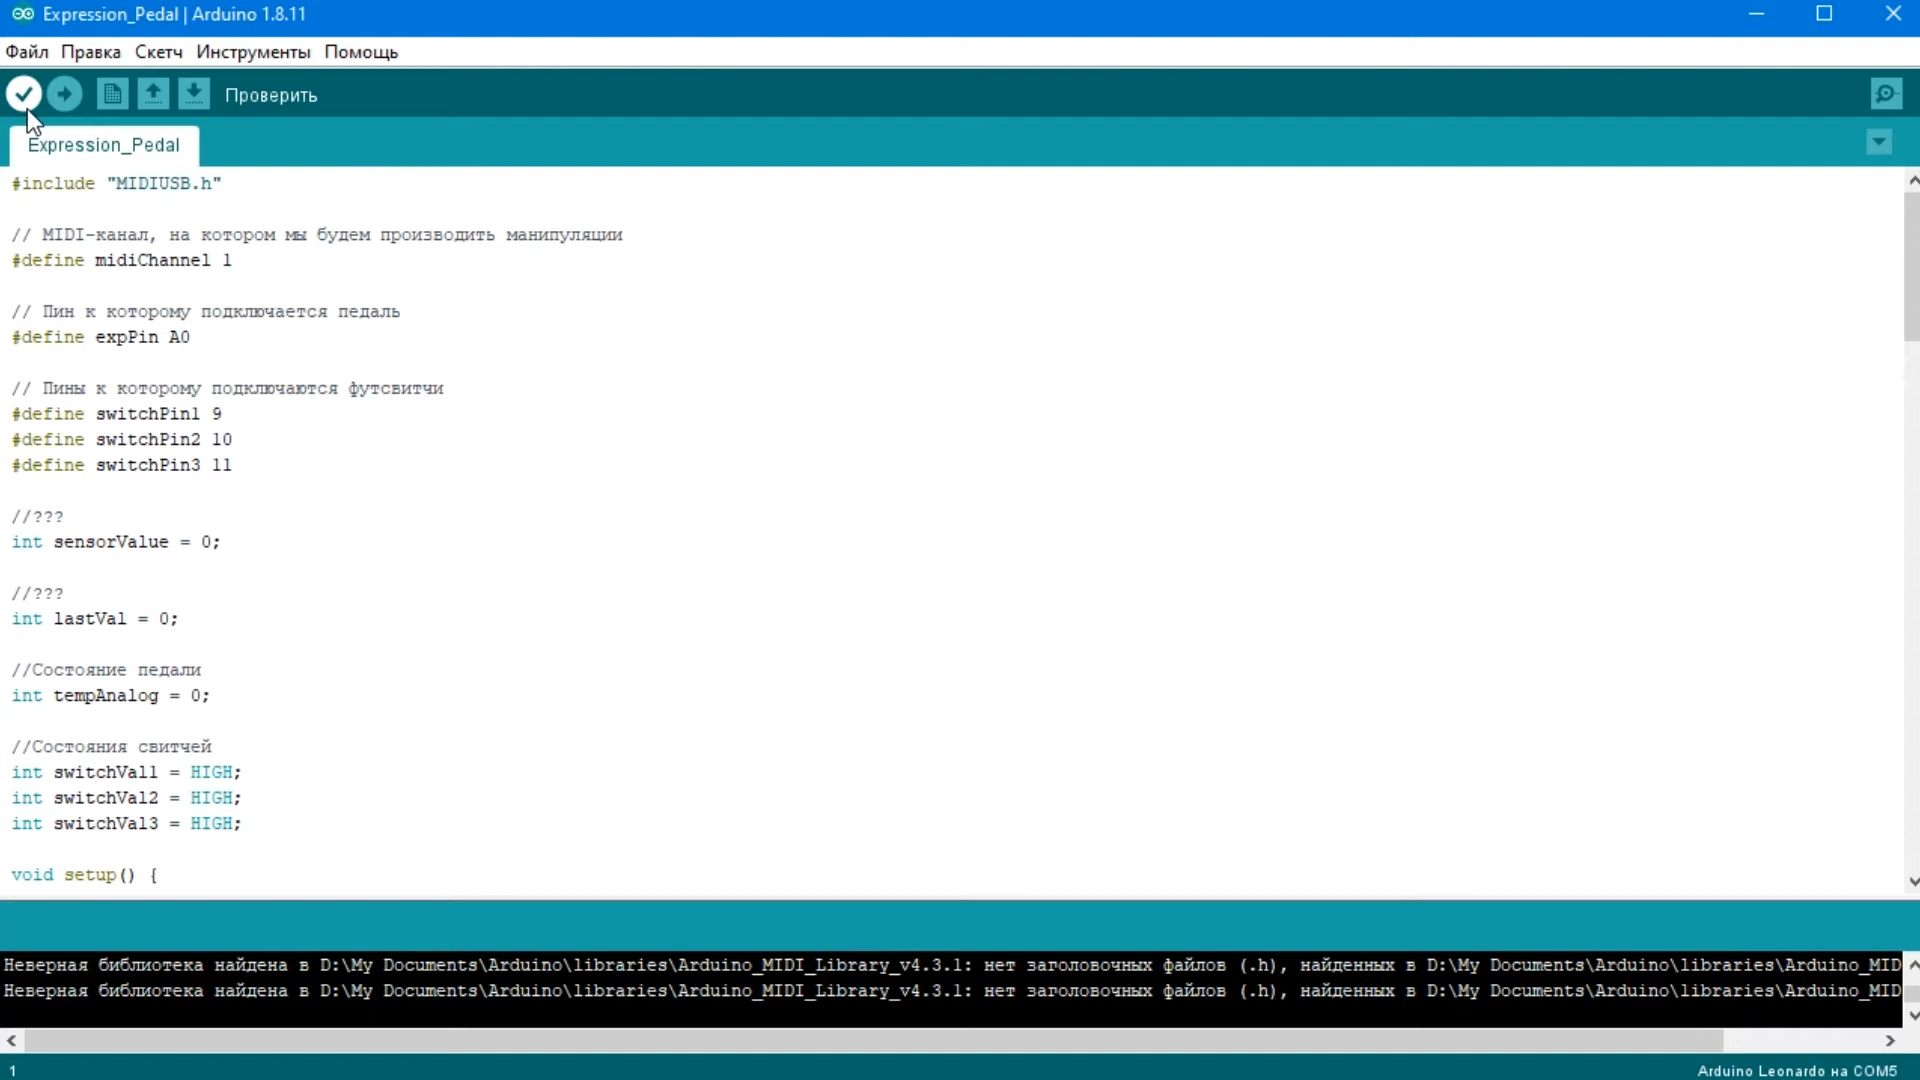 Expression_Pedal | Arduino 1.8.11
Файл Правка Скетч Инструменты Помощь
Проверить
Expression_Pedal
#include "MIDIUSB.h"
// MIDI-канал, на котором мы будем производить манипуляции
#define midiChannel 1
// Пин к которому подключается педаль
#define expPin A0
// Пины к которому подключаются футсвитчи
#define switchPin1 9
#define switchPin2 10
#define switchPin3 11
//???
int sensorValue = 0;
//???
int lastVal = 0;
//Состояние педали
int tempAnalog = 0;
//Состояния свитчей
int switchVal1 = HIGH;
int switchVal2 = HIGH;
int switchVal3 = HIGH;
void setup() {
Неверная библиотека найдена в D:\My Documents\Arduino\libraries\Arduino_MIDI_Library_v4.3.1: нет заголовочных файлов (.h), найденных в D:\My Documents\Arduino\libraries\Arduino_MID
Неверная библиотека найдена в D:\My Documents\Arduino\libraries\Arduino_MIDI_Library_v4.3.1: нет заголовочных файлов (.h), найденных в D:\My Documents\Arduino\libraries\Arduino_MID
1 Arduino Leonardo на COM5